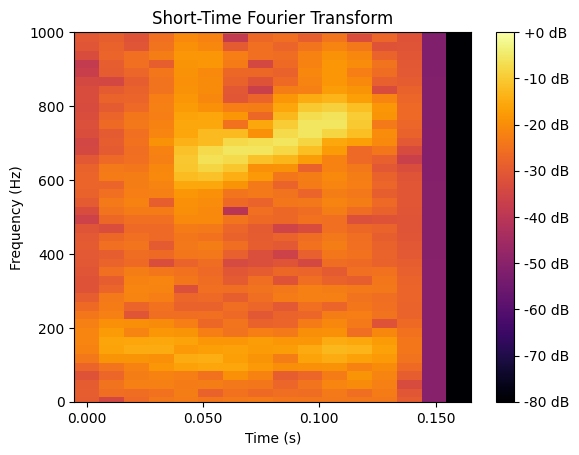 Short-Time Fourier Transform
1000
800
600
400
200
0
Frequency (Hz)
0.000
0.050
0.100
0.150
Time (s)
+0 dB
-10 dB
-20 dB
-30 dB
-40 dB
-50 dB
-60 dB
-70 dB
-80 dB